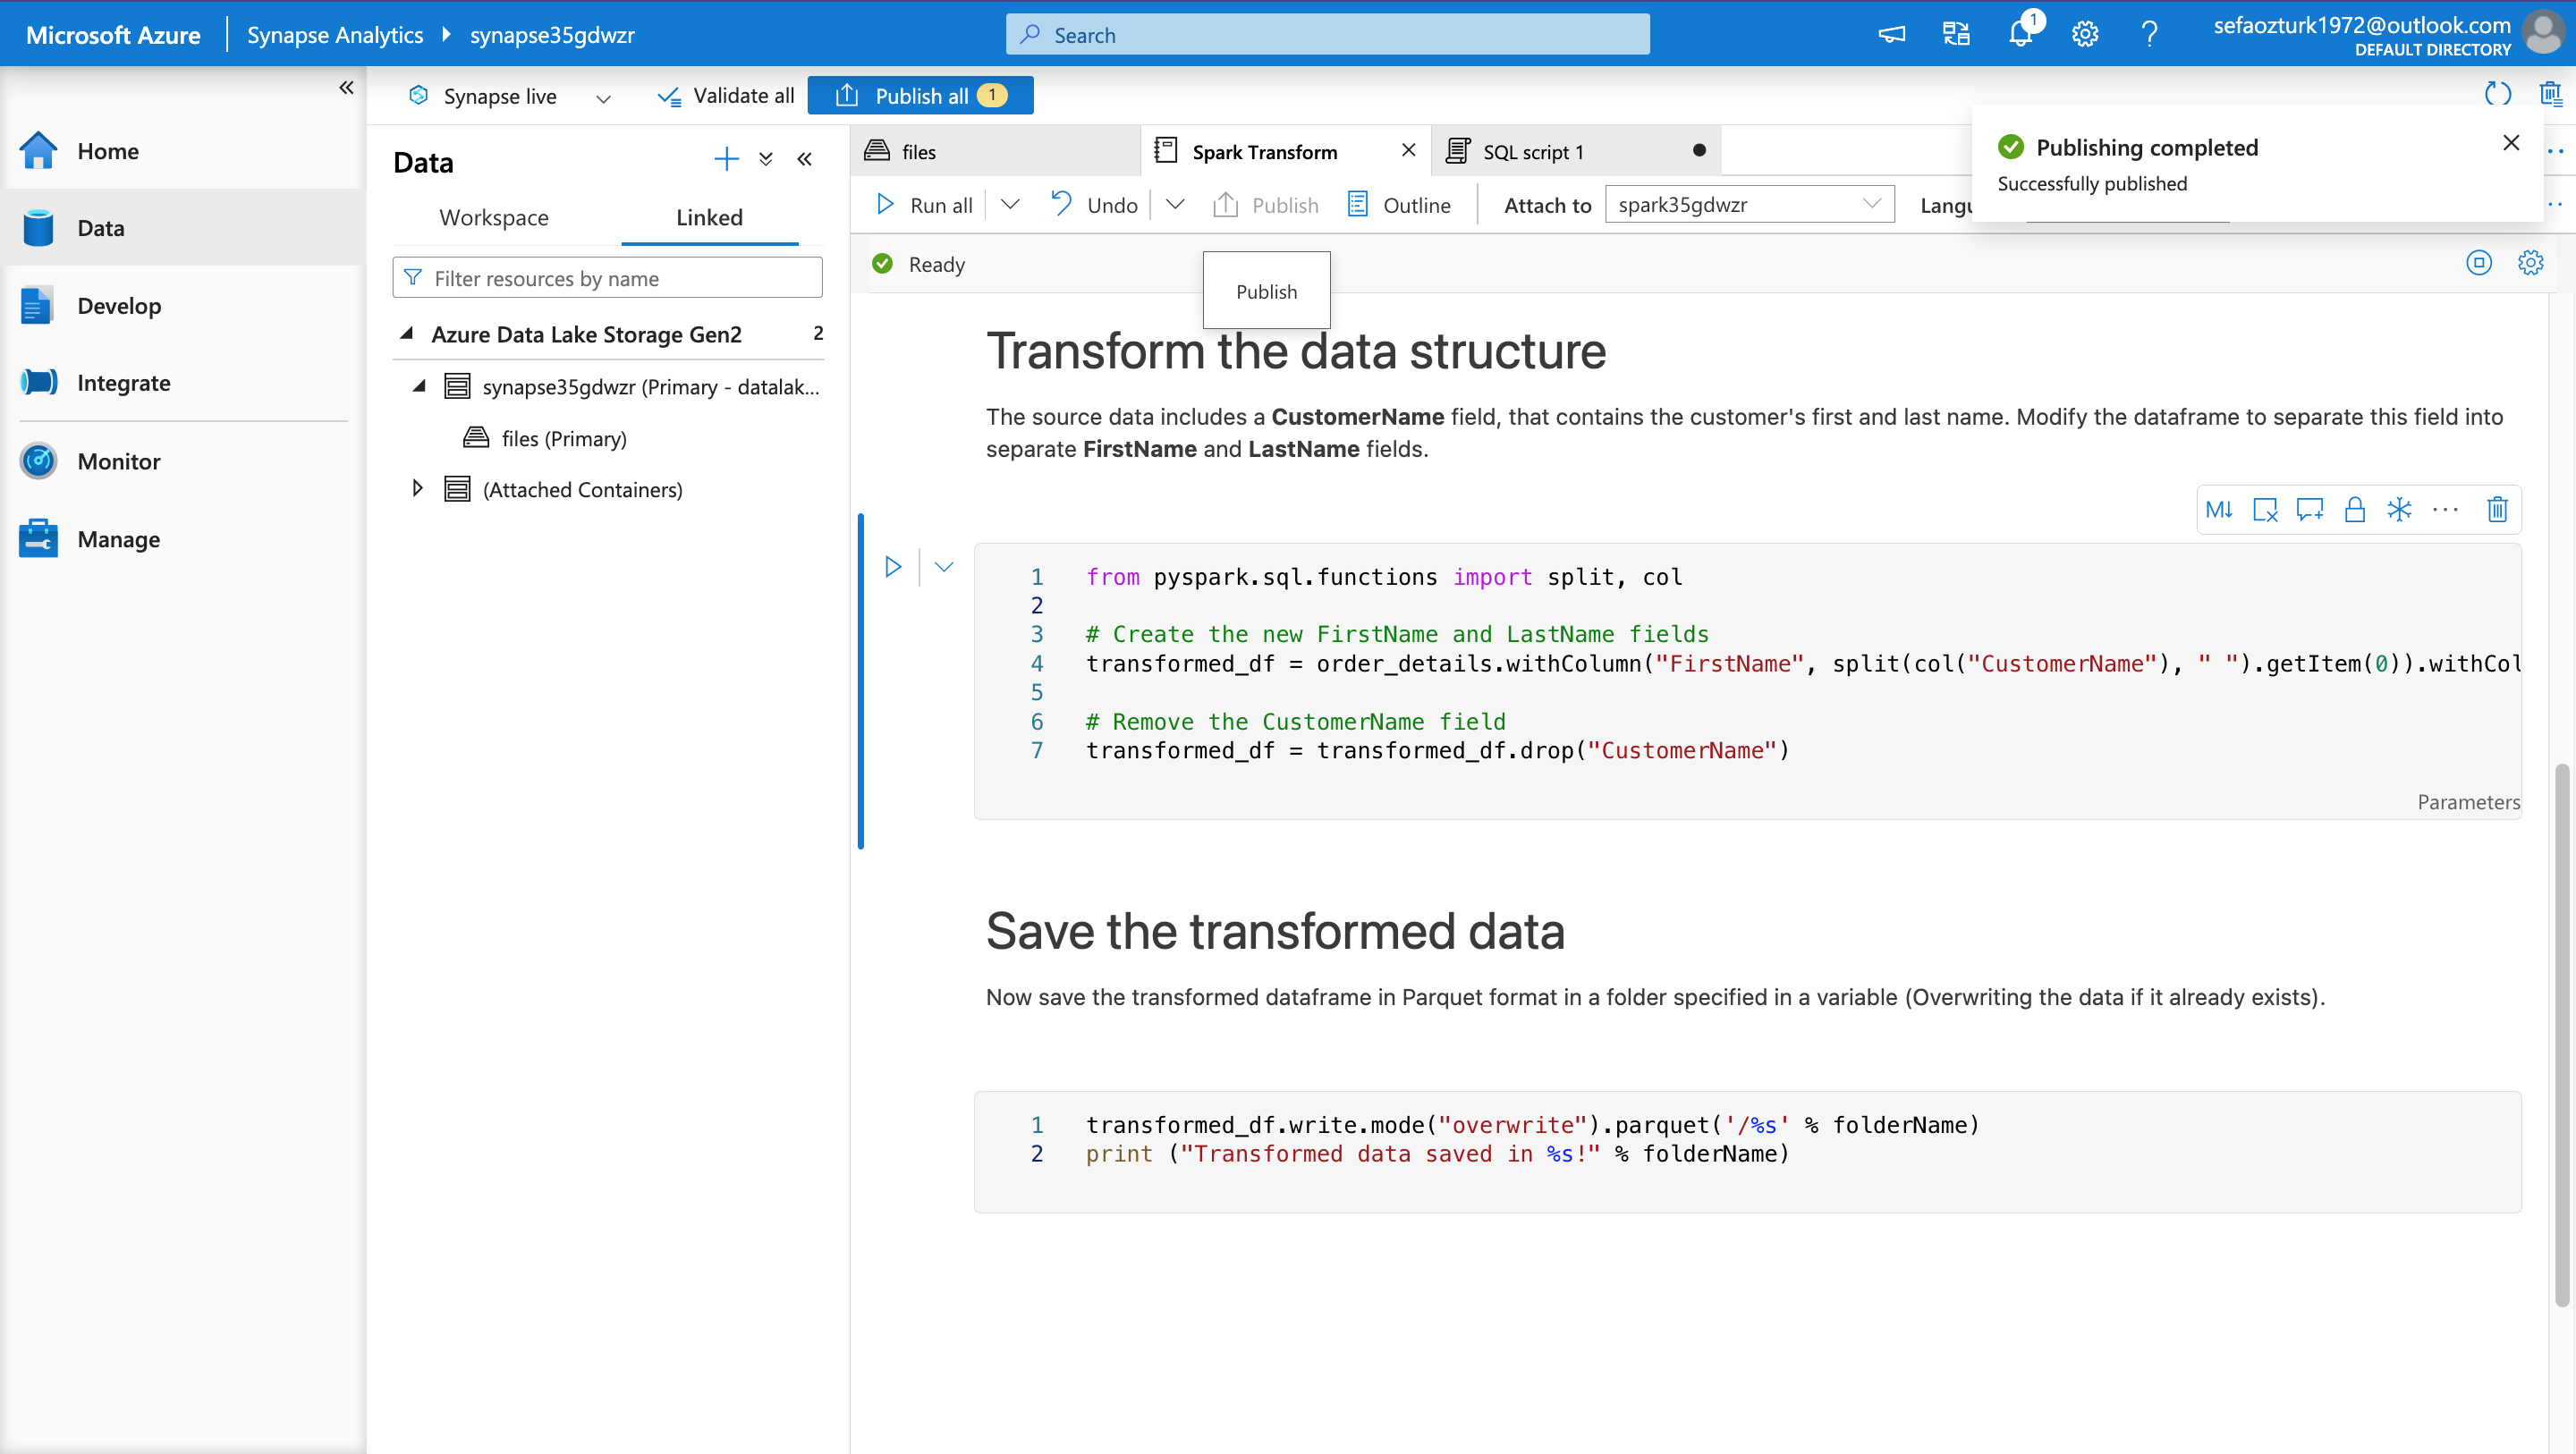 Microsoft Azure
Synapse Analytics
synapse35gdwzr
Search
1
sefaozturk1972@outlook.com
DEFAULT DIRECTORY
Synapse live
Validate all
Publish all 1
Home
Data
Develop
Integrate
Monitor
Manage
Data
Workspace
Linked
Filter resources by name
Azure Data Lake Storage Gen2 2
synapse35gdwzr (Primary - datalak...
files (Primary)
(Attached Containers)
files
Spark Transform
SQL script 1
Publishing completed
Successfully published
Run all
Undo
Publish
Outline
Attach to
spark35gdwzr
Langu
Ready
Publish
Transform the data structure
The source data includes a CustomerName field, that contains the customer's first and last name. Modify the dataframe to separate this field into
separate FirstName and LastName fields.
M↓
1 from pyspark.sql.functions import split, col
2
3 # Create the new FirstName and LastName fields
4 transformed_df = order_details.withColumn("FirstName", split(col("CustomerName"), " ").getItem(0)).withCol
5
6 # Remove the CustomerName field
7 transformed_df = transformed_df.drop("CustomerName")
Parameters
Save the transformed data
Now save the transformed dataframe in Parquet format in a folder specified in a variable (Overwriting the data if it already exists).
1 transformed_df.write.mode("overwrite").parquet('/%s' % folderName)
2 print ("Transformed data saved in %s!" % folderName)